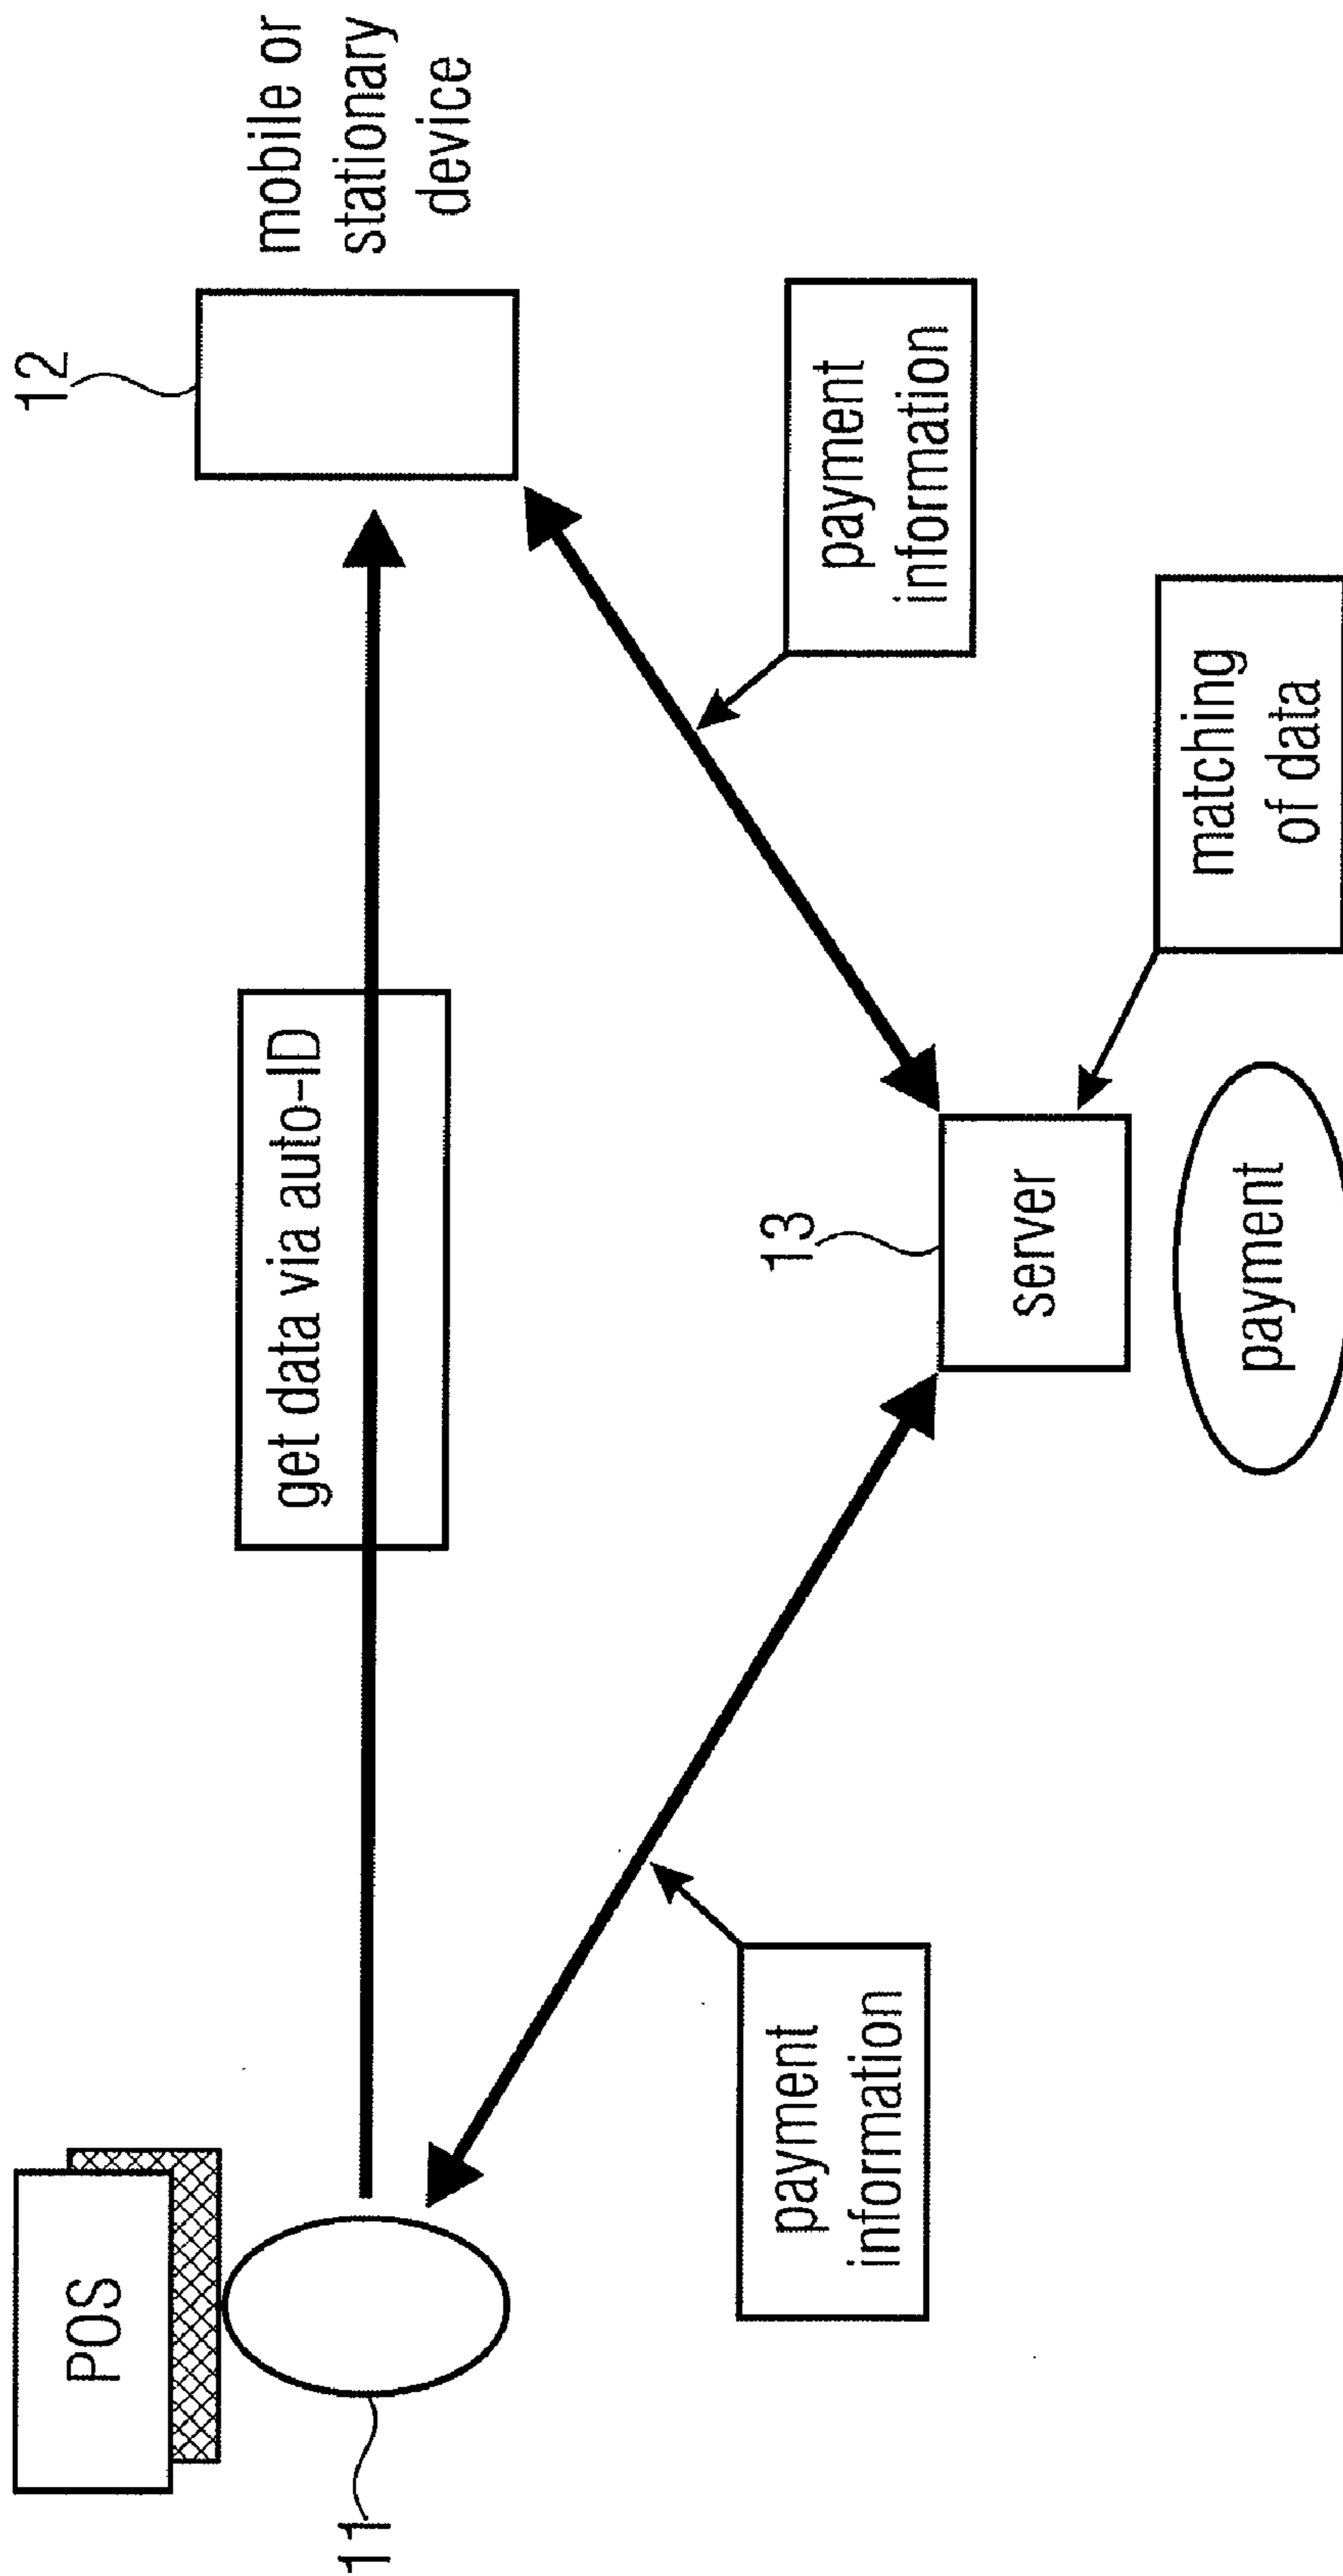 POS
11
get data via auto-ID
12
mobile or
stationary
device
payment
information
payment
information
13
server
matching
of data
payment